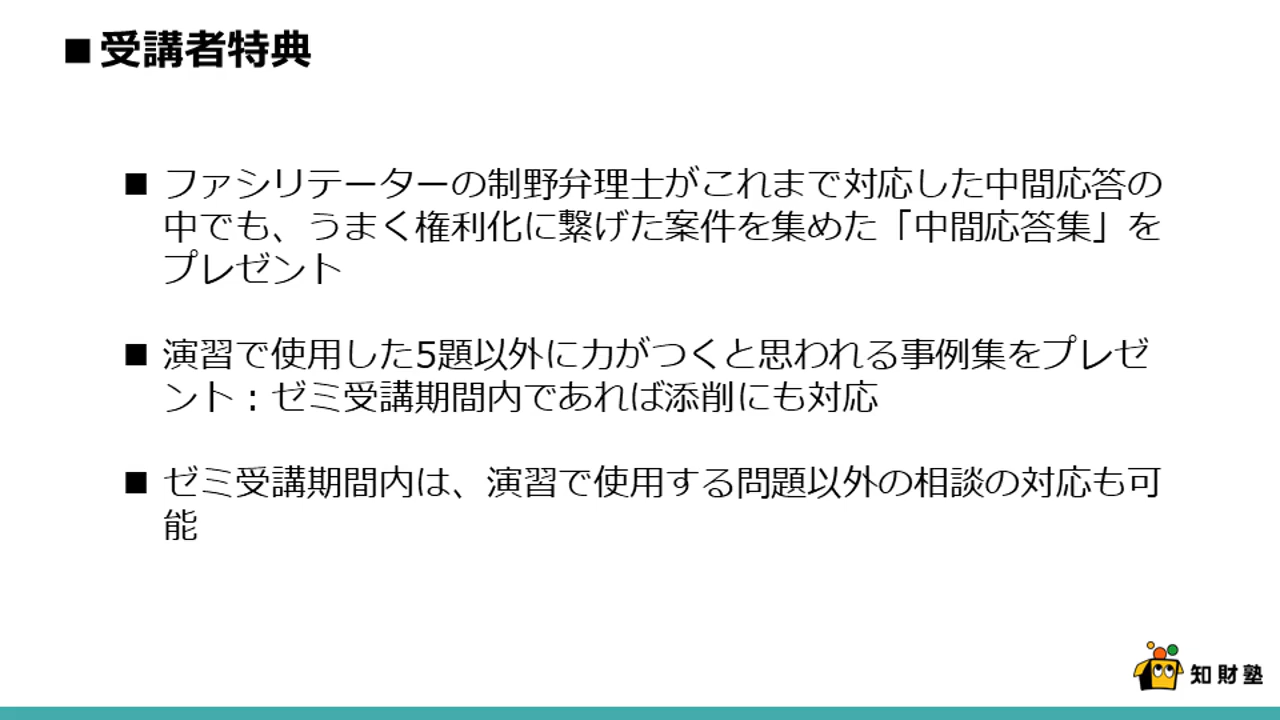 ■受講者特典
■ ファシリテーターの制野弁理士がこれまで対応した中間応答の
中でも、うまく権利化に繋げた案件を集めた「中間応答集」を
プレゼント
■ 演習で使用した5題以外に力がつくと思われる事例集をプレゼ
ント：ゼミ受講期間内であれば添削にも対応
■ ゼミ受講期間内は、演習で使用する問題以外の相談の対応も可
能
知財塾